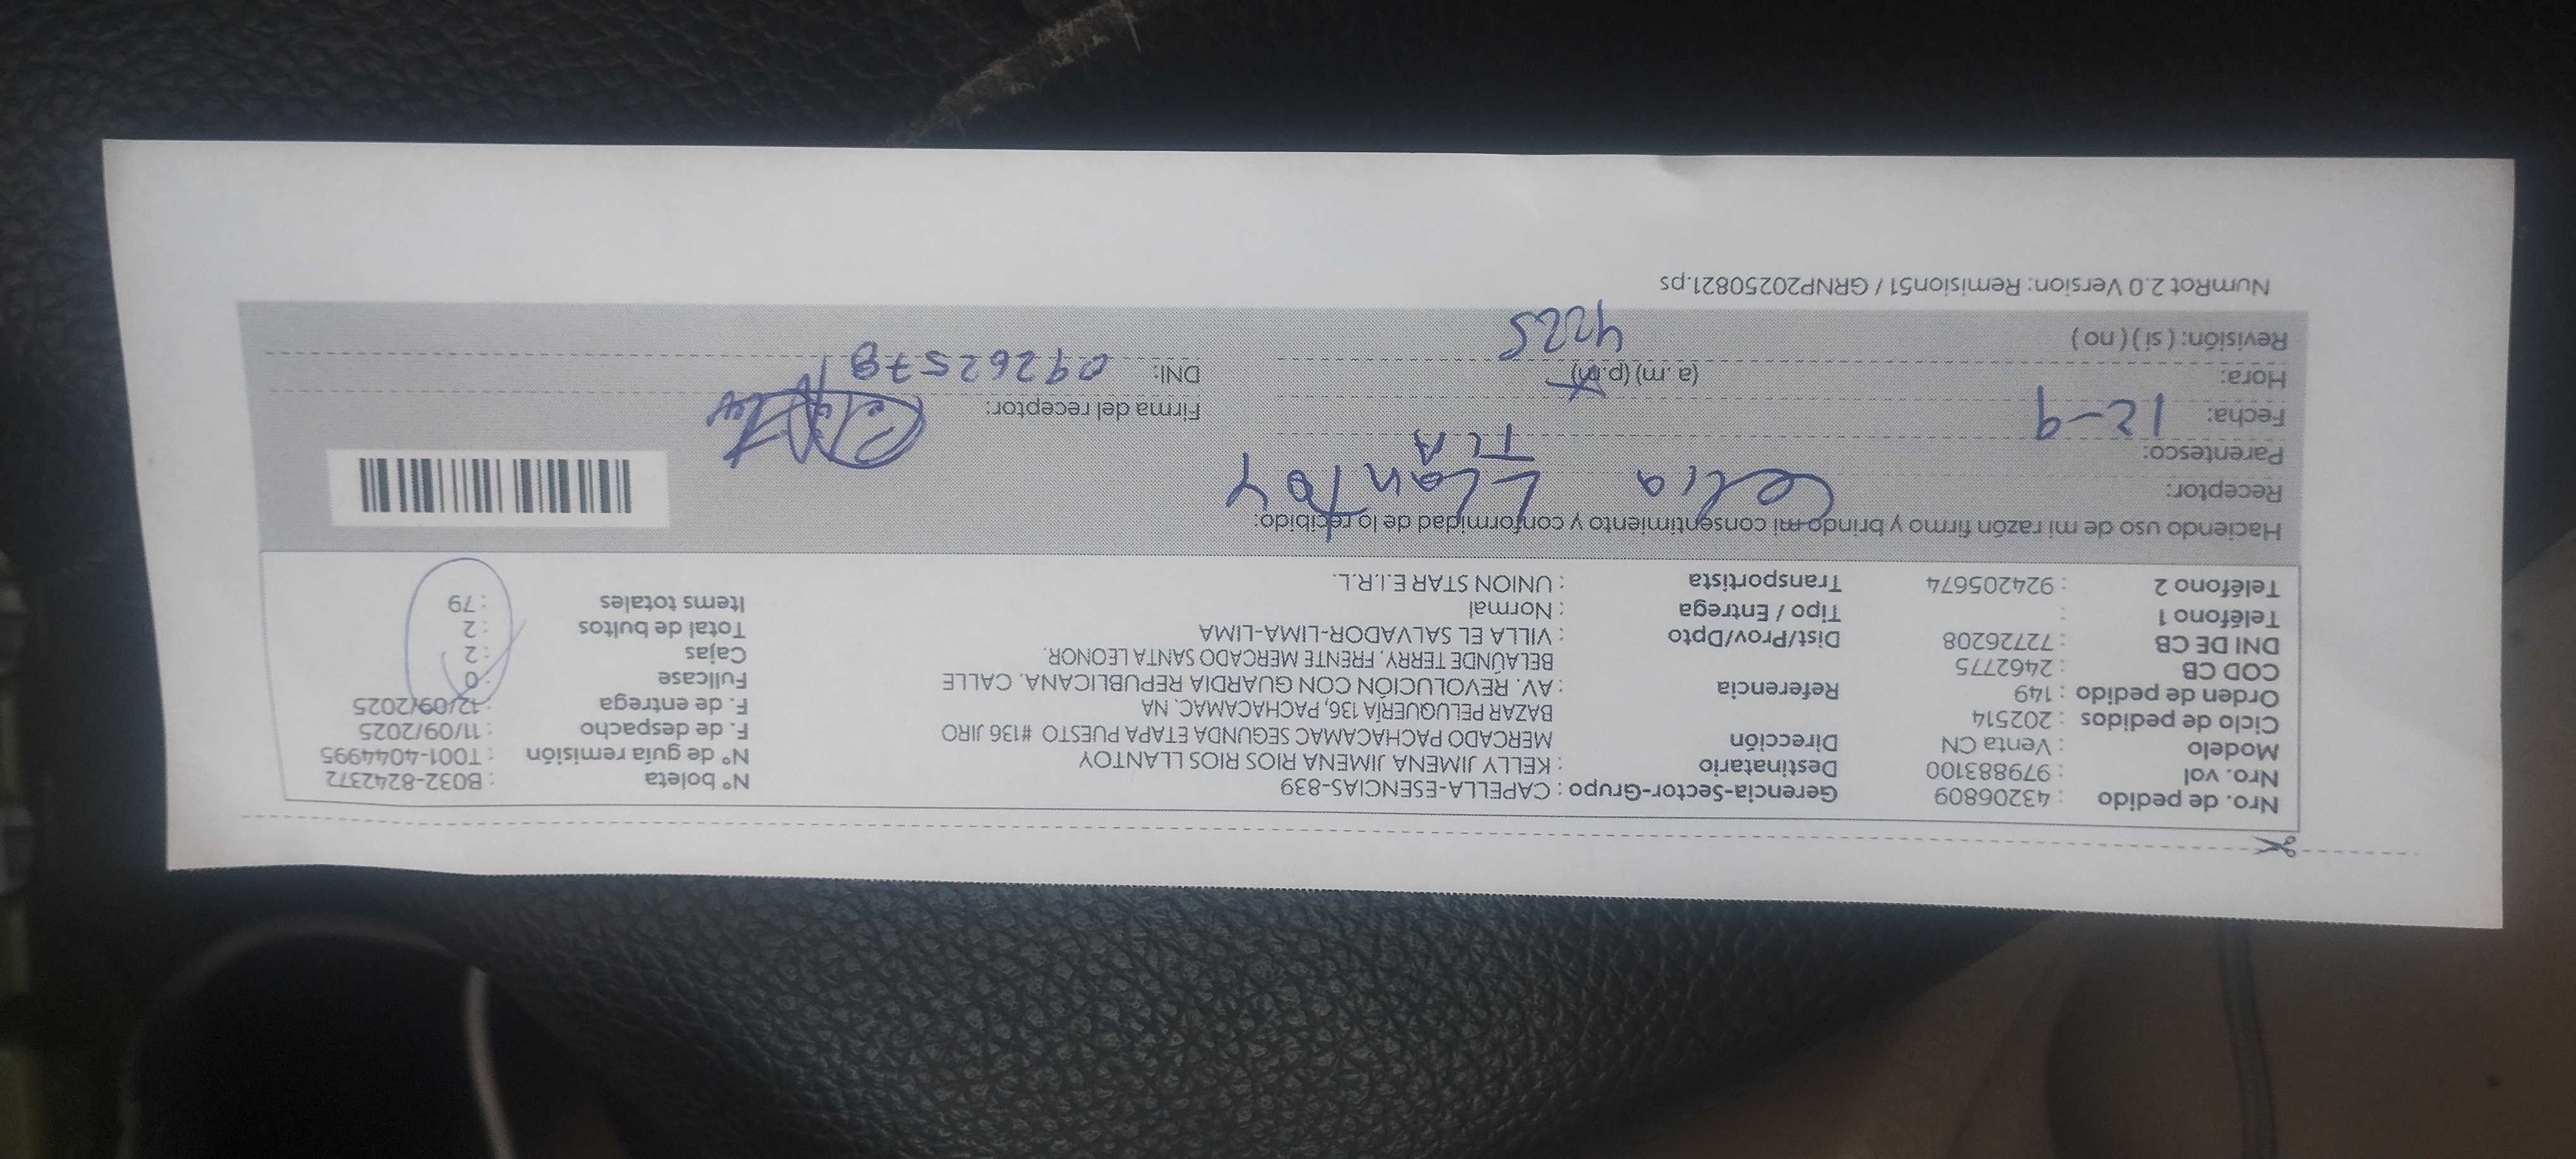 Nro. de pedido : 43206809 Gerencia-Sector-Grupo : CAPELLA-ESENCIAS-839 N° boleta : B032-8242372
Nro. vol : 979883100 Destinatario : KELLY JIMENA JIMENA RIOS RIOS LLANTOY N° de guía remisión : T001-4044995
Modelo : Venta CN Dirección MERCADO PACHACAMAC SEGUNDA ETAPA PUESTO #136 JIRO F. de despacho : 11/09/2025
Ciclo de pedidos : 202514 BAZAR PELUQUERÍA 136, PACHACAMAC, NA F. de entrega : 12/09/2025
Orden de pedido : 149 Referencia : AV. REVOLUCIÓN CON GUARDIA REPUBLICANA. CALLE Fullcase : 0
COD CB : 2462775 BELAÚNDE TERRY. FRENTE MERCADO SANTA LEONOR. Cajas : 2
DNI DE CB : 72726208 Dist/Prov/Dpto : VILLA EL SALVADOR-LIMA-LIMA Total de bultos : 2
Teléfono 1 : Tipo / Entrega : Normal Items totales : 79
Teléfono 2 : 924205674 Transportista : UNION STAR E.I.R.L.
Haciendo uso de mi razón firmo y brindo mi consentimiento y conformidad de lo recibido:
Receptor: Celia Llantoy
Parentesco: TIA
Fecha: 12-9 Firma del receptor:
Hora: (a. m) (p.m) DNI: 09262578
Revisión: ( si ) ( no ) 4225
NumRot 2.0 Version: Remision51 / GRNP20250821.ps